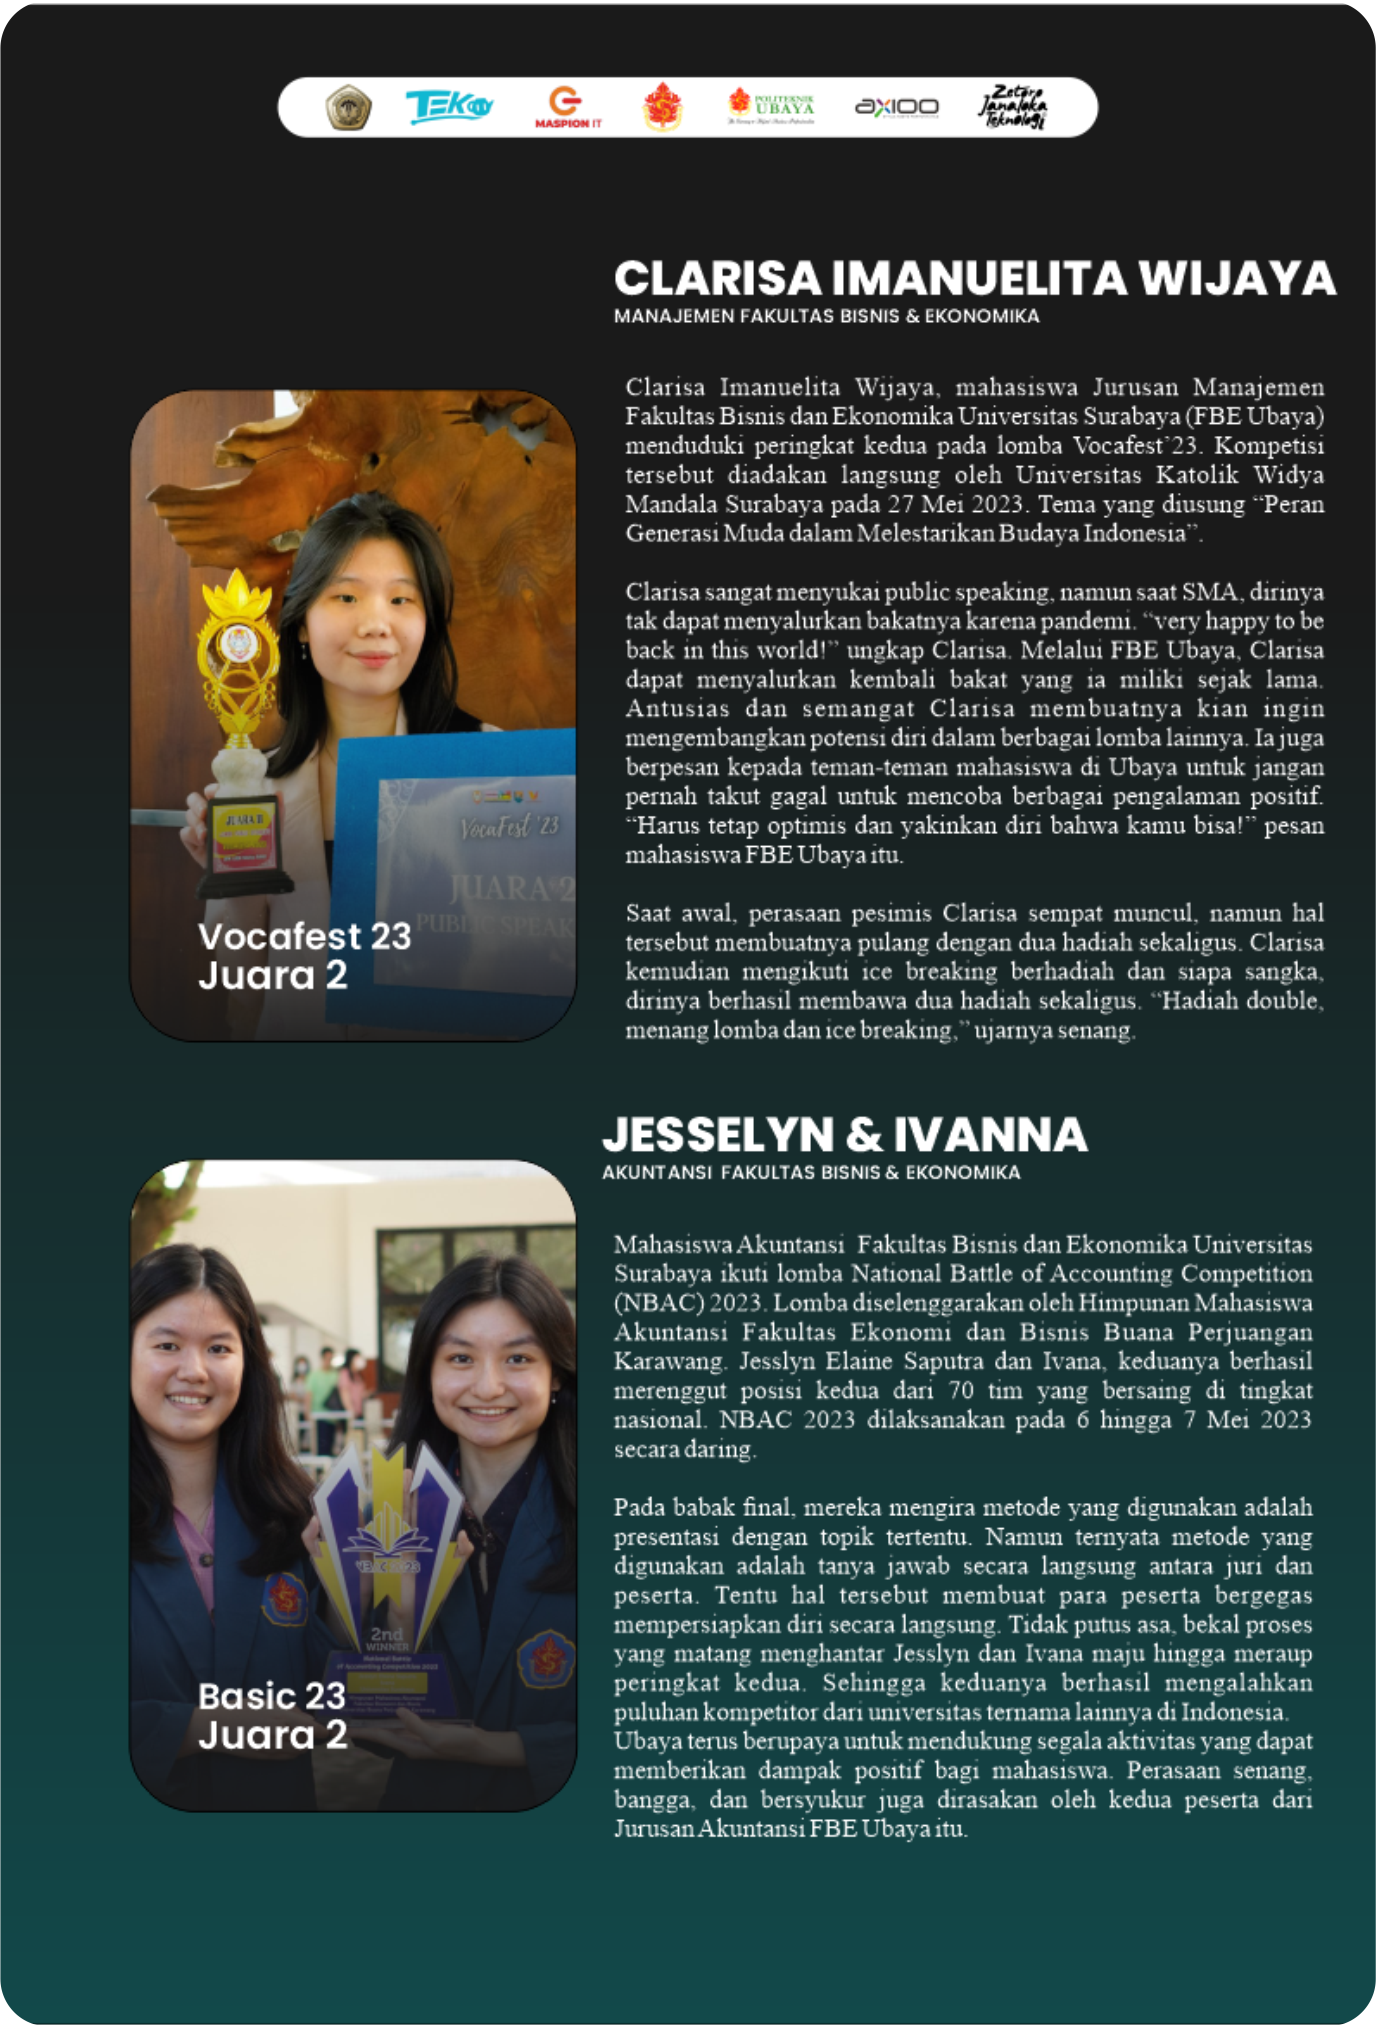 TEK
MASPION IT
POLITEKNIK
UBAYA
AXIOO
Zetaro
Janaloka
Teknologi
CLARISA IMANUELITA WIJAYA
MANAJEMEN FAKULTAS BISNIS & EKONOMIKA
Clarisa Imanuelita Wijaya, mahasiswa Jurusan Manajemen
Fakultas Bisnis dan Ekonomika Universitas Surabaya (FBE Ubaya)
menduduki peringkat kedua pada lomba Vocafest’23. Kompetisi
tersebut diadakan langsung oleh Universitas Katolik Widya
Mandala Surabaya pada 27 Mei 2023. Tema yang diusung “Peran
Generasi Muda dalam Melestarikan Budaya Indonesia”.
Clarisa sangat menyukai public speaking, namun saat SMA, dirinya
tak dapat menyalurkan bakatnya karena pandemi. “very happy to be
back in this world!” ungkap Clarisa. Melalui FBE Ubaya, Clarisa
dapat menyalurkan kembali bakat yang ia miliki sejak lama.
Antusias dan semangat Clarisa membuatnya kian ingin
mengembangkan potensi diri dalam berbagai lomba lainnya. Ia juga
berpesan kepada teman-teman mahasiswa di Ubaya untuk jangan
pernah takut gagal untuk mencoba berbagai pengalaman positif.
“Harus tetap optimis dan yakinkan diri bahwa kamu bisa!” pesan
mahasiswa FBE Ubaya itu.
Saat awal, perasaan pesimis Clarisa sempat muncul, namun hal
tersebut membuatnya pulang dengan dua hadiah sekaligus. Clarisa
kemudian mengikuti ice breaking berhadiah dan siapa sangka,
dirinya berhasil membawa dua hadiah sekaligus. “Hadiah double,
menang lomba dan ice breaking,” ujarnya senang.
JUARA II
VocaFest '23
JUARA 2
PUBLIC SPEAK
Vocafest 23
Juara 2
JESSELYN & IVANNA
AKUNTANSI FAKULTAS BISNIS & EKONOMIKA
Mahasiswa Akuntansi Fakultas Bisnis dan Ekonomika Universitas
Surabaya ikuti lomba National Battle of Accounting Competition
(NBAC) 2023. Lomba diselenggarakan oleh Himpunan Mahasiswa
Akuntansi Fakultas Ekonomi dan Bisnis Buana Perjuangan
Karawang. Jesslyn Elaine Saputra dan Ivana, keduanya berhasil
merenggut posisi kedua dari 70 tim yang bersaing di tingkat
nasional. NBAC 2023 dilaksanakan pada 6 hingga 7 Mei 2023
secara daring.
Pada babak final, mereka mengira metode yang digunakan adalah
presentasi dengan topik tertentu. Namun ternyata metode yang
digunakan adalah tanya jawab secara langsung antara juri dan
peserta. Tentu hal tersebut membuat para peserta bergegas
mempersiapkan diri secara langsung. Tidak putus asa, bekal proses
yang matang menghantar Jesslyn dan Ivana maju hingga meraup
peringkat kedua. Sehingga keduanya berhasil mengalahkan
puluhan kompetitor dari universitas ternama lainnya di Indonesia.
Ubaya terus berupaya untuk mendukung segala aktivitas yang dapat
memberikan dampak positif bagi mahasiswa. Perasaan senang,
bangga, dan bersyukur juga dirasakan oleh kedua peserta dari
Jurusan Akuntansi FBE Ubaya itu.
2nd
WINNER
National Battle
of Accounting Competition 2023
Basic 23
Juara 2